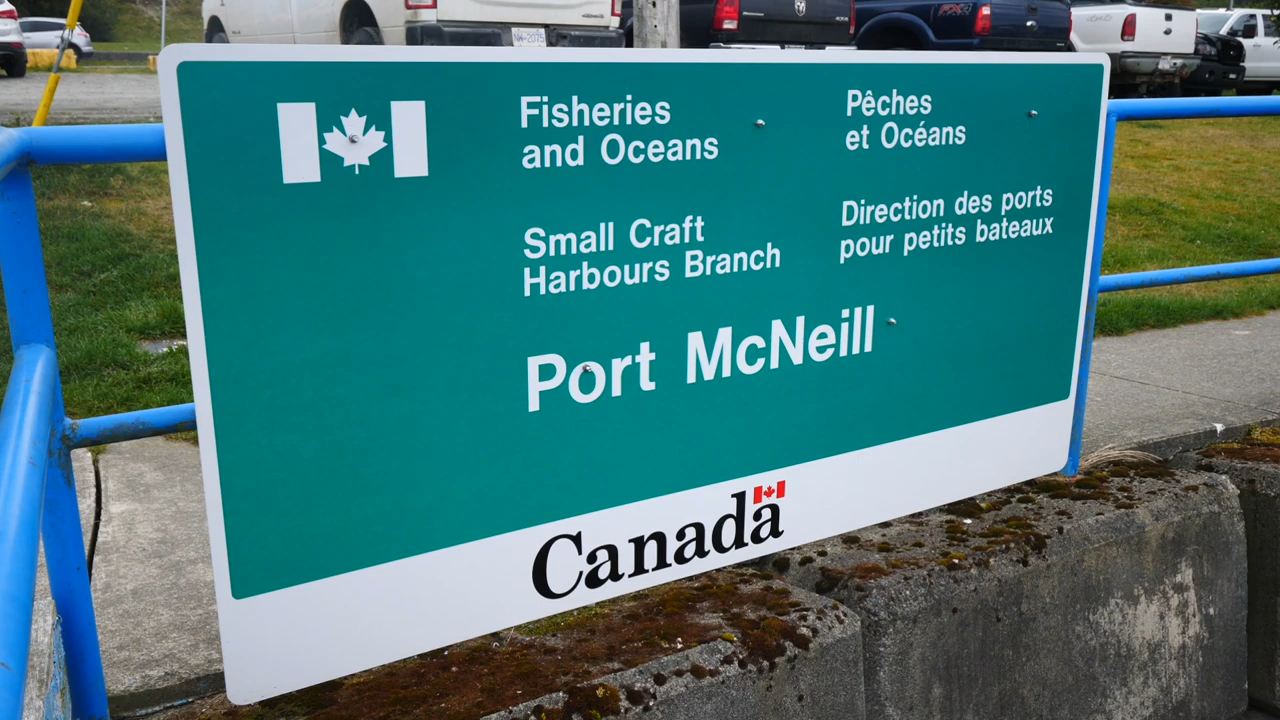 Fisheries
and Oceans
Pêches
et Océans
Small Craft
Harbours Branch
Direction des ports
pour petits bateaux
Port McNeill
Canada
FX4